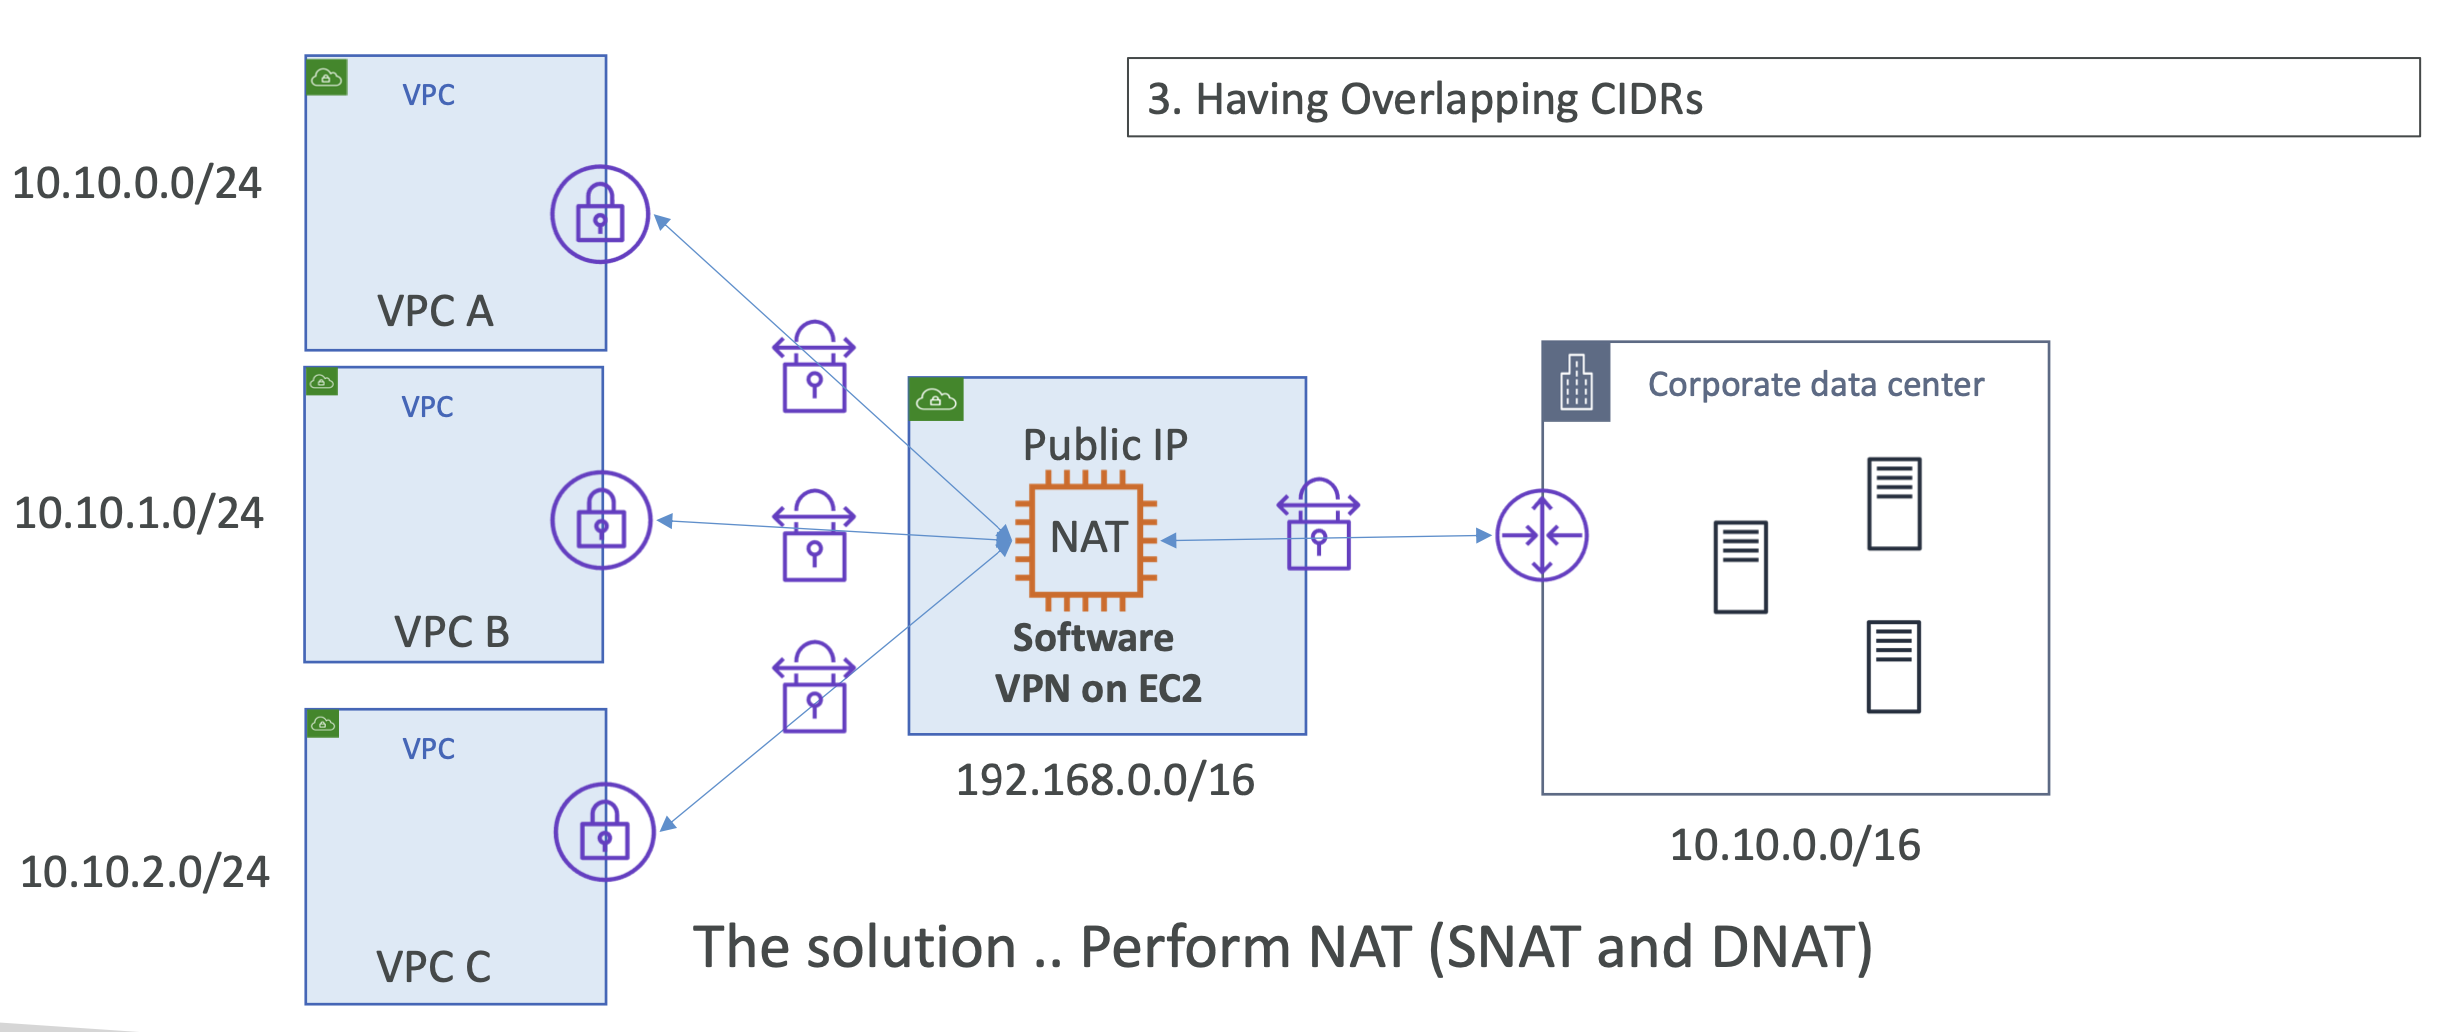 3. Having Overlapping CIDRs
VPC
10.10.0.0/24
VPC A
VPC
10.10.1.0/24
VPC B
VPC
10.10.2.0/24
VPC C
Public IP
NAT
Software
VPN on EC2
192.168.0.0/16
Corporate data center
10.10.0.0/16
The solution .. Perform NAT (SNAT and DNAT)